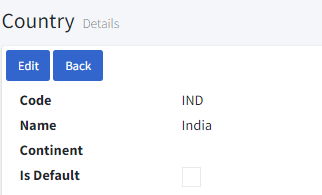 Country Details
Edit Back
Code IND
Name India
Continent
Is Default